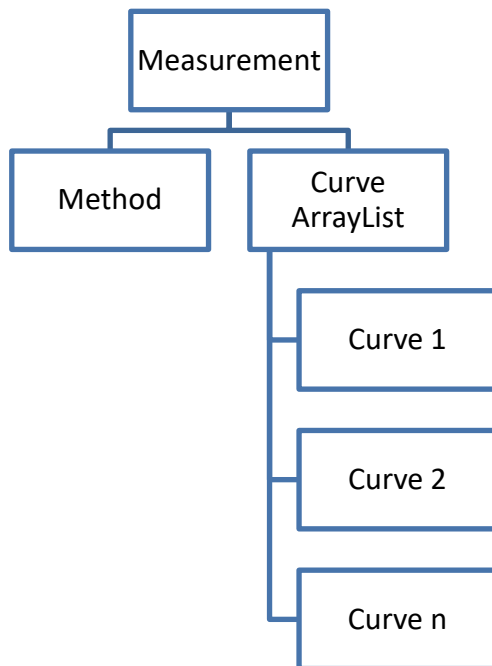 Measurement
Method
Curve
ArrayList
Curve 1
Curve 2
Curve n